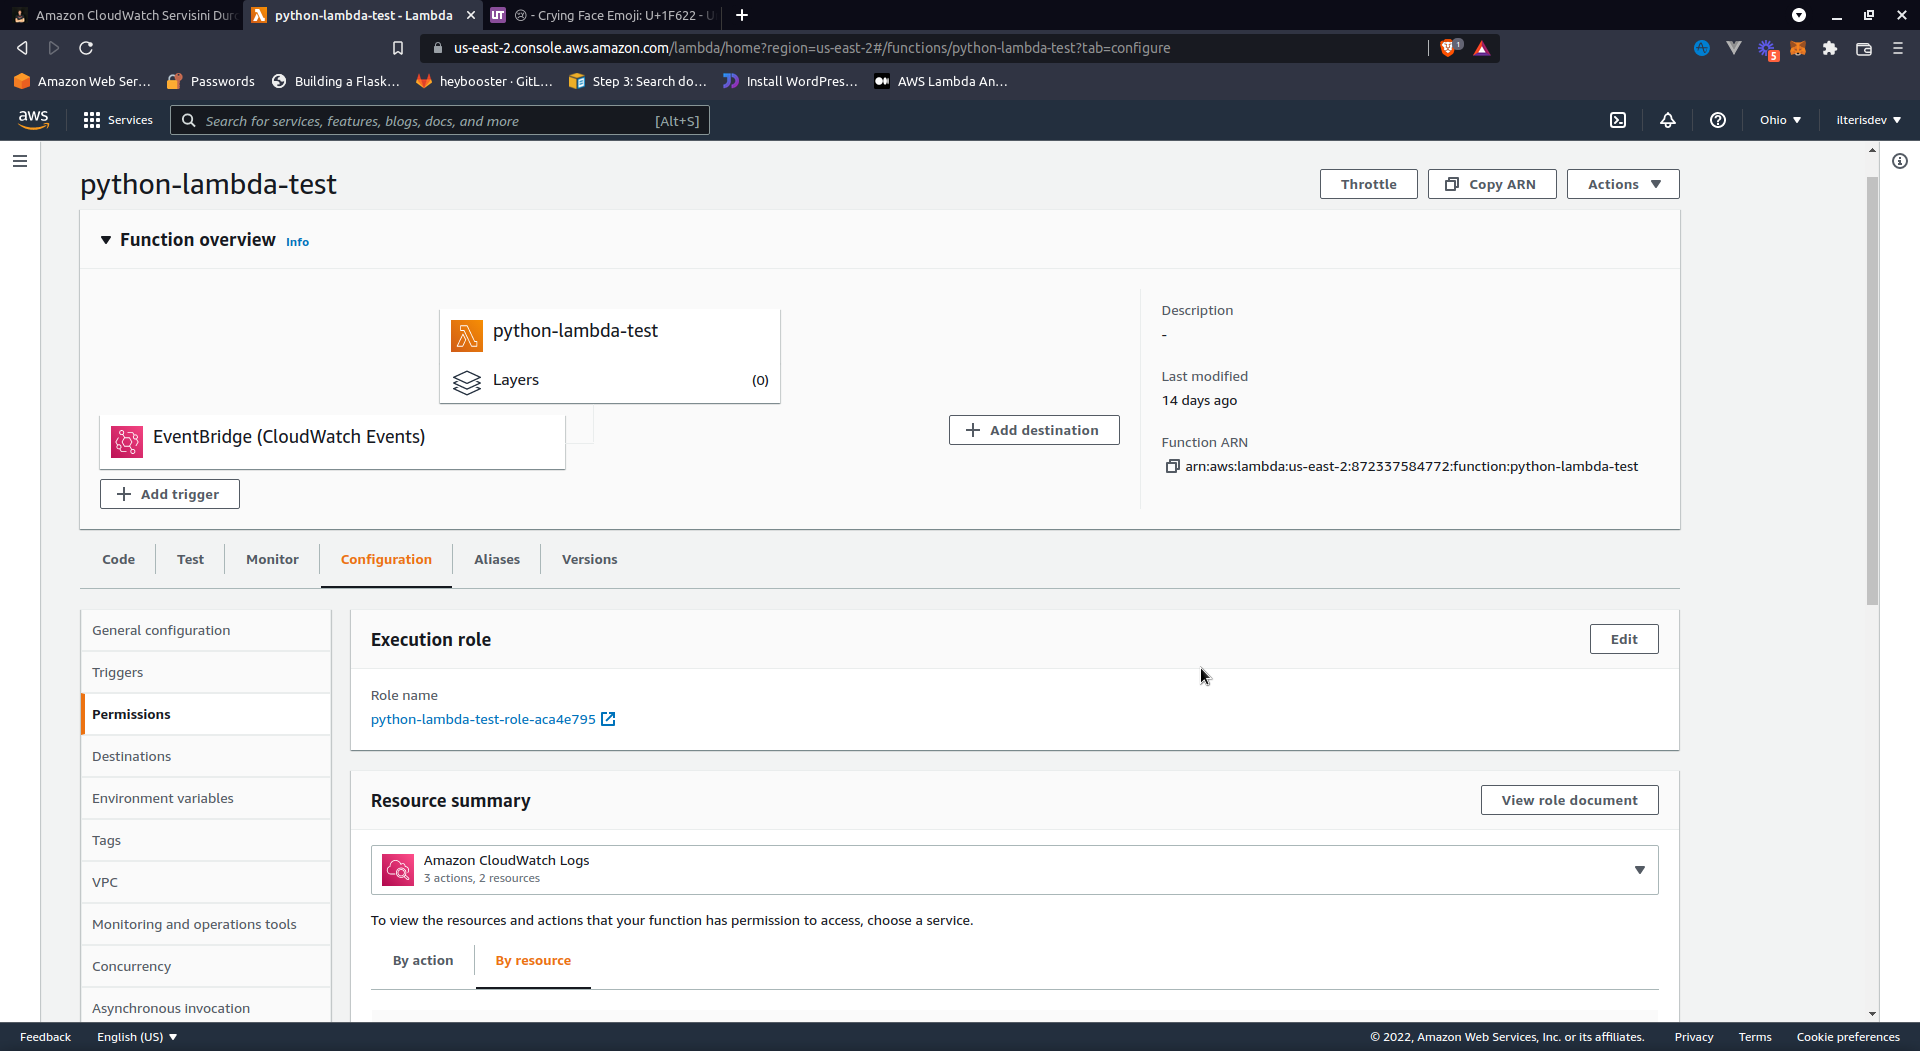 Amazon CloudWatch Servisini Dur
python-lambda-test - Lambda
UT
😢 - Crying Face Emoji: U+1F622 - U
us-east-2.console.aws.amazon.com/lambda/home?region=us-east-2#/functions/python-lambda-test?tab=configure
1
5
Amazon Web Ser...
Passwords
Building a Flask...
heybooster · GitL...
Step 3: Search do...
Install WordPres...
AWS Lambda An...
aws
Services
Search for services, features, blogs, docs, and more
[Alt+S]
Ohio
ilterisdev
python-lambda-test
Throttle
Copy ARN
Actions
Function overview
Info
python-lambda-test
Layers
(0)
EventBridge (CloudWatch Events)
Add trigger
Add destination
Description
-
Last modified
14 days ago
Function ARN
arn:aws:lambda:us-east-2:872337584772:function:python-lambda-test
Code
Test
Monitor
Configuration
Aliases
Versions
General configuration
Triggers
Permissions
Destinations
Environment variables
Tags
VPC
Monitoring and operations tools
Concurrency
Asynchronous invocation
Execution role
Edit
Role name
python-lambda-test-role-aca4e795
Resource summary
View role document
Amazon CloudWatch Logs
3 actions, 2 resources
To view the resources and actions that your function has permission to access, choose a service.
By action
By resource
Feedback
English (US)
© 2022, Amazon Web Services, Inc. or its affiliates.
Privacy
Terms
Cookie preferences